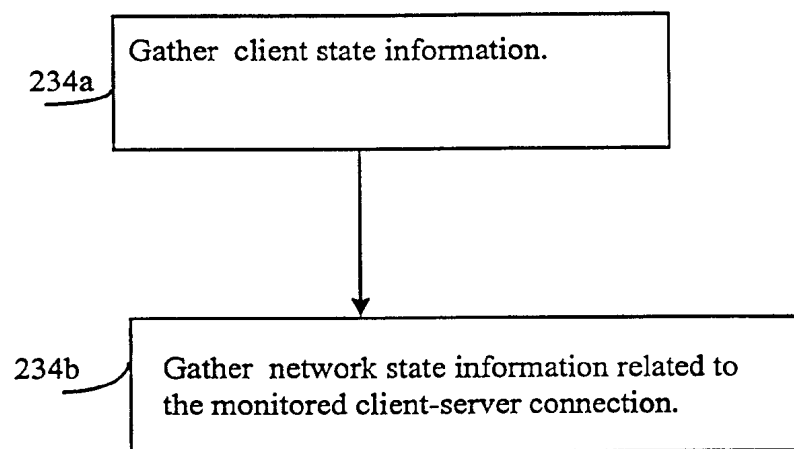 Gather client state information.
234a
234b
Gather network state information related to
the monitored client-server connection.